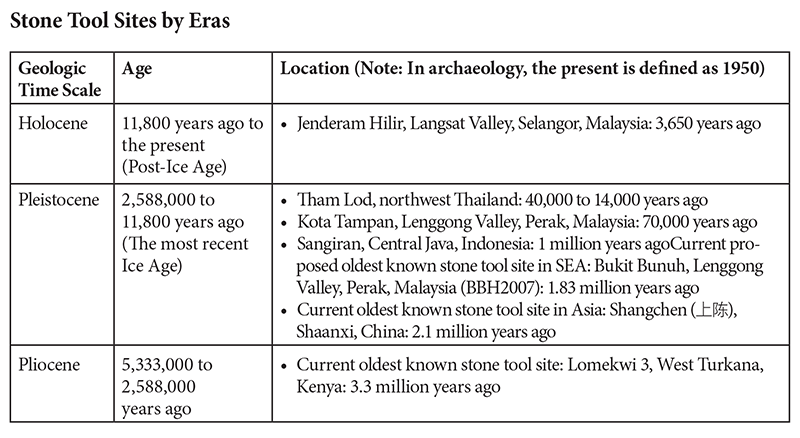 Stone Tool Sites by Eras
Geologic
Time Scale
Age
Location (Note: In archaeology, the present is defined as 1950)
Holocene
11,800 years ago to
the present
(Post-Ice Age)
• Jenderam Hilir, Langsat Valley, Selangor, Malaysia: 3,650 years ago
Pleistocene
2,588,000 to
11,800 years ago
(The most recent
Ice Age)
• Tham Lod, northwest Thailand: 40,000 to 14,000 years ago
• Kota Tampan, Lenggong Valley, Perak, Malaysia: 70,000 years ago
• Sangiran, Central Java, Indonesia: 1 million years agoCurrent pro-
posed oldest known stone tool site in SEA: Bukit Bunuh, Lenggong
Valley, Perak, Malaysia (BBH2007): 1.83 million years ago
• Current oldest known stone tool site in Asia: Shangchen (上陈),
Shaanxi, China: 2.1 million years ago
Pliocene
5,333,000 to
2,588,000
years ago
• Current oldest known stone tool site: Lomekwi 3, West Turkana,
Kenya: 3.3 million years ago